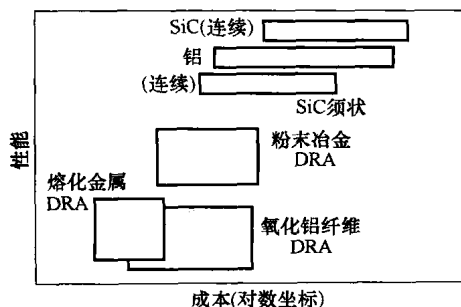 SiC(连续)
铝
(连续)
SiC须状
粉末冶金
DRA
熔化金属
DRA
氧化铝纤维
DRA
性能
成本(对数坐标)